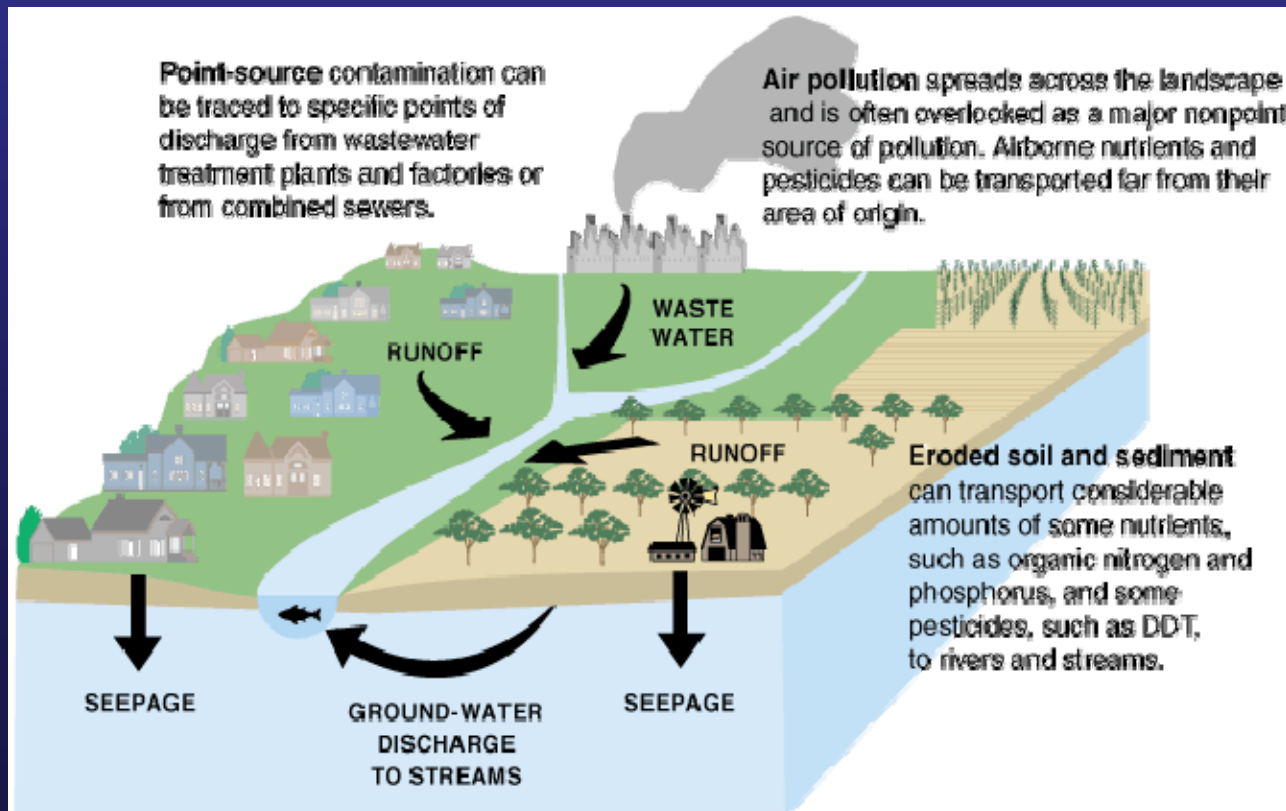 Point-source contamination can
be traced to specific points of
discharge from wastewater
treatment plants and factories or
from combined sewers.
Air pollution spreads across the landscape
and is often overlooked as a major nonpoint
source of pollution. Airborne nutrients and
pesticides can be transported far from their
area of origin.
WASTE
WATER
RUNOFF
RUNOFF
Eroded soil and sediment
can transport considerable
amounts of some nutrients,
such as organic nitrogen and
phosphorus, and some
pesticides, such as DDT,
to rivers and streams.
SEEPAGE
GROUND-WATER
DISCHARGE
TO STREAMS
SEEPAGE